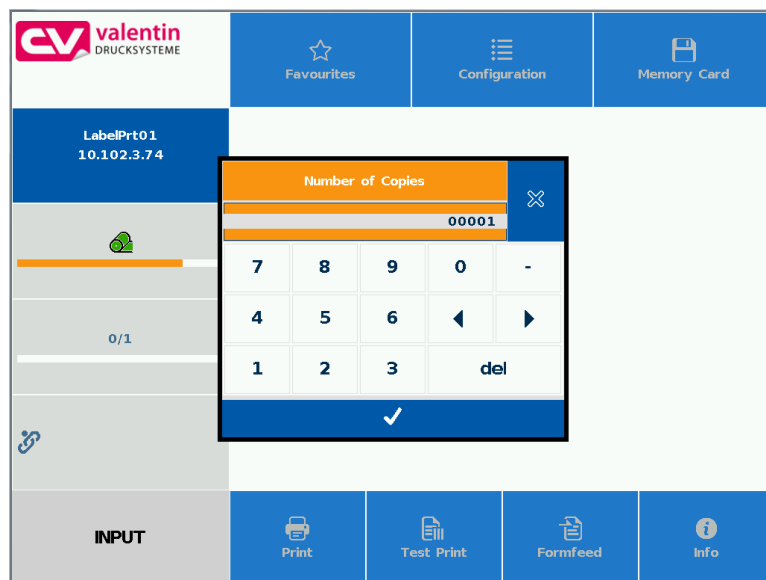 valentin
DRUCKSYSTEME
Favourites
Configuration
Memory Card
LabelPrt01
10.102.3.74
Number of Copies
00001
7 8 9 0 -
4 5 6
1 2 3 del
0/1
INPUT
Print
Test Print
Formfeed
Info